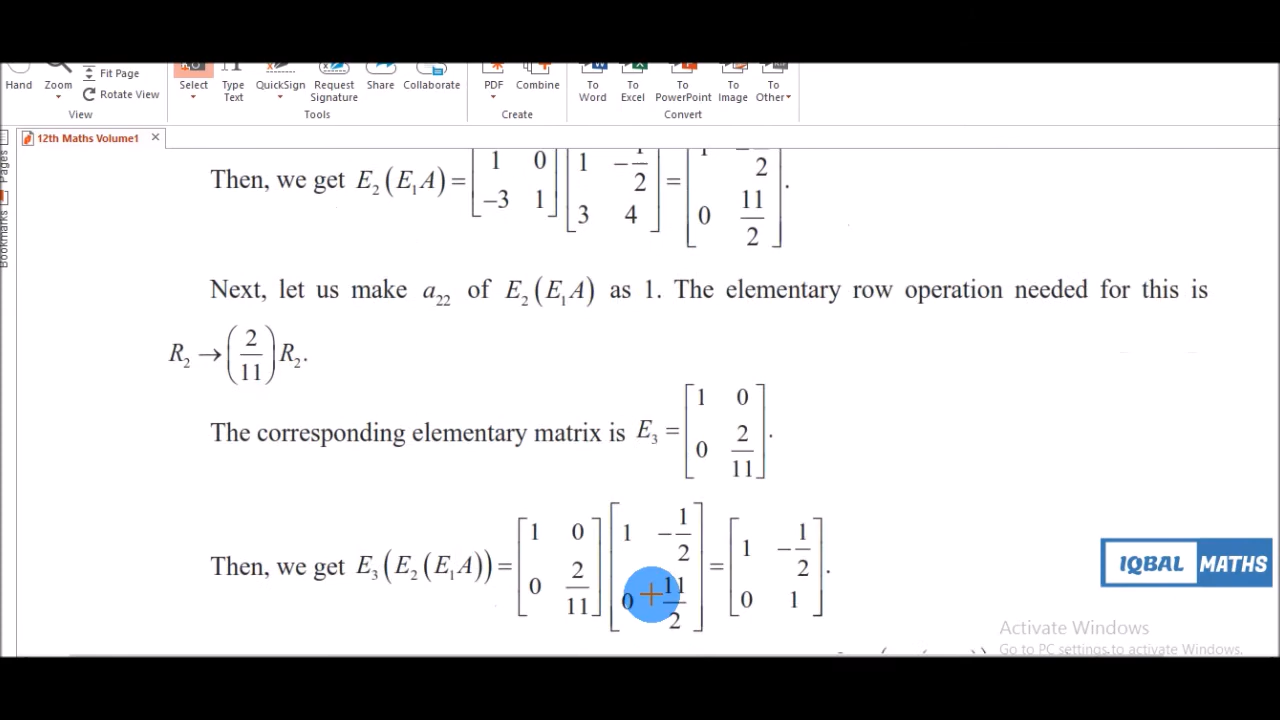 Hand Zoom Fit Page Rotate View Select Type Text QuickSign Request Signature Share Collaborate PDF Combine To Word To Excel To PowerPoint To Image To Other
View Tools Create Convert
12th Maths Volume1 ×
Pages
Bookmarks
Then, we get E₂(E₁A) = [1 0; −3 1] [1 −1/2; 3 4] = [1 −1/2; 0 11/2].
Next, let us make a₂₂ of E₂(E₁A) as 1. The elementary row operation needed for this is
R₂ → (2/11) R₂.
The corresponding elementary matrix is E₃ = [1 0; 0 2/11].
Then, we get E₃(E₂(E₁A)) = [1 0; 0 2/11] [1 −1/2; 0 11/2] = [1 −1/2; 0 1].
IQBAL MATHS
Activate Windows
Go to PC settings to activate Windows.